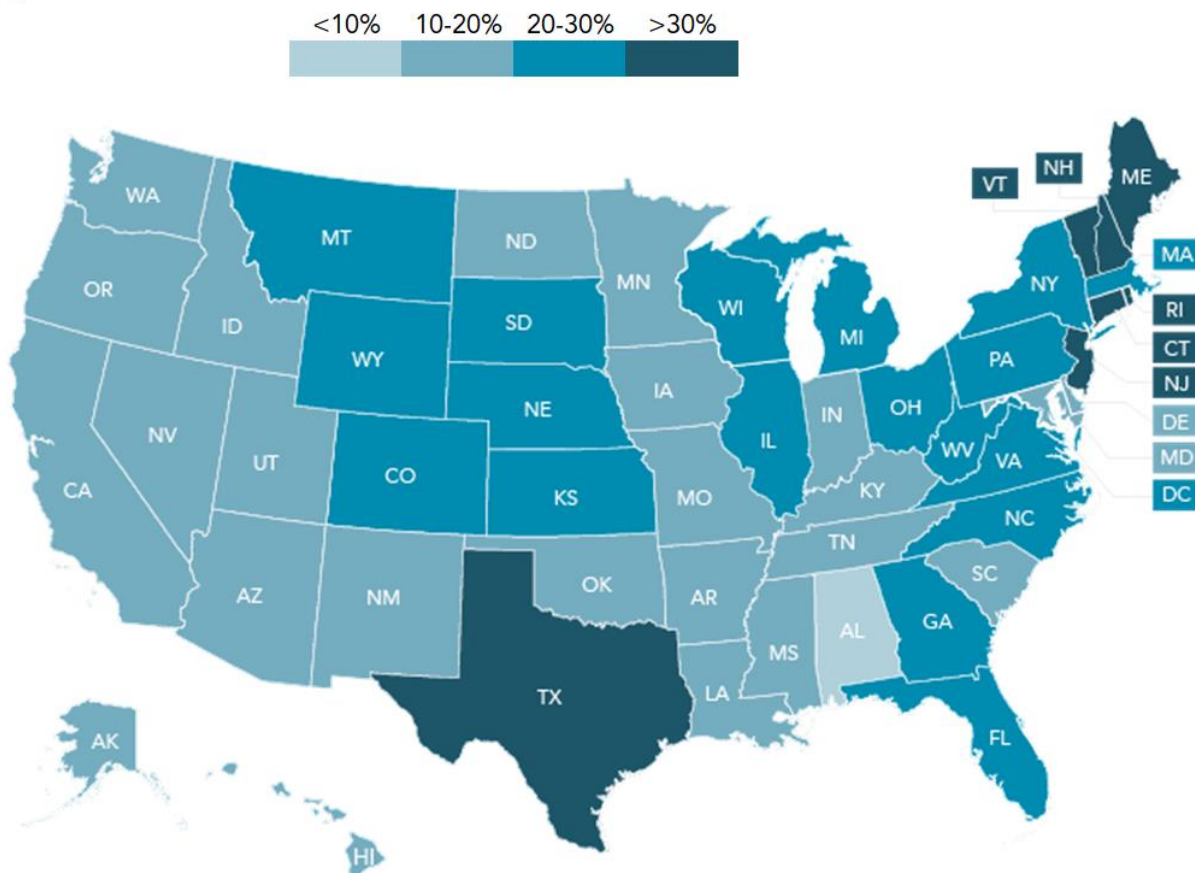 <10% 10-20% 20-30% >30%
NH
VT
ME
WA
MT
ND
MN
OR
ID
SD
WI
MI
NY
MA
RI
WY
CT
PA
NJ
IA
NE
OH
IN
DE
NV
UT
IL
WV
VA
MD
CO
CA
KS
MO
KY
DC
NC
TN
OK
SC
AZ
NM
AR
GA
AL
MS
LA
TX
FL
AK
HI